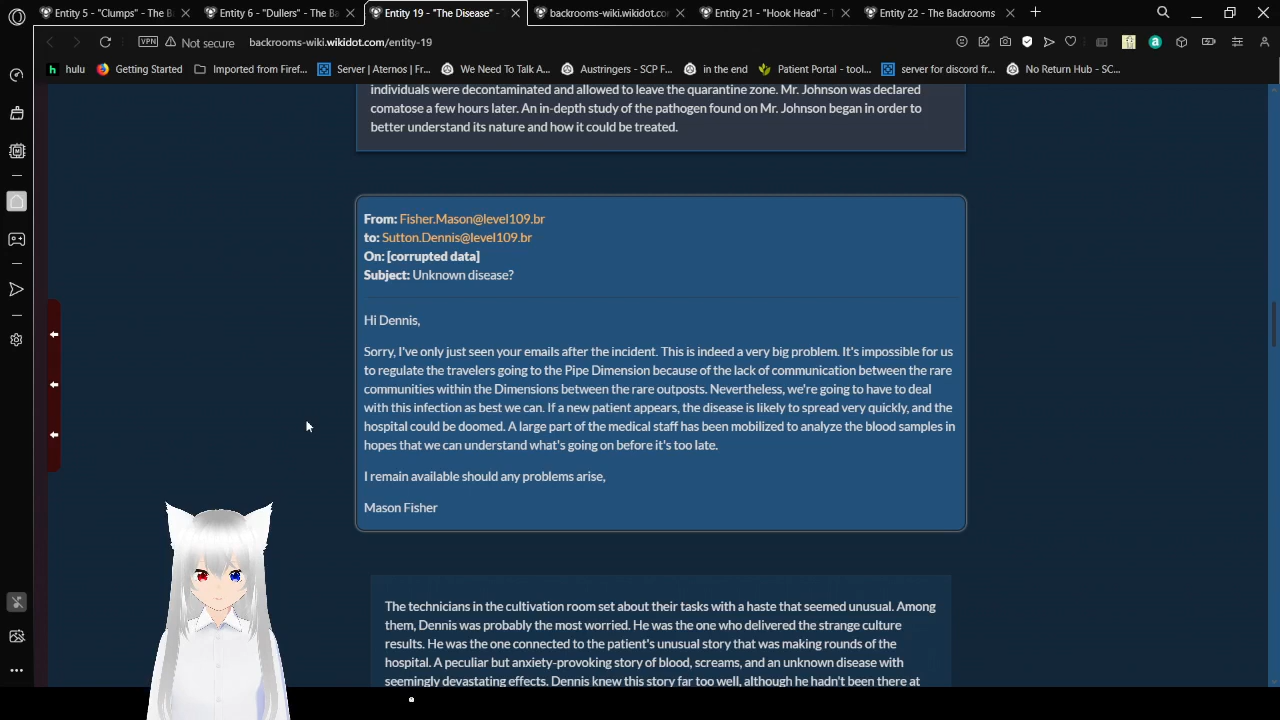 Entity 5 - "Clumps" - The B
Entity 6 - "Dullers" - The Ba
Entity 19 - "The Disease" -
backrooms-wiki.wikidot.co
Entity 21 - "Hook Head" - T
Entity 22 - The Backrooms
VPN
Not secure
backrooms-wiki.wikidot.com/entity-19
hulu
Getting Started
Imported from Firef...
Server | Aternos | Fr...
We Need To Talk A...
Austringers - SCP F...
in the end
Patient Portal - tool...
server for discord fr...
No Return Hub - SC...
individuals were decontaminated and allowed to leave the quarantine zone. Mr. Johnson was declared
comatose a few hours later. An in-depth study of the pathogen found on Mr. Johnson began in order to
better understand its nature and how it could be treated.
From: Fisher.Mason@level109.br
to: Sutton.Dennis@level109.br
On: [corrupted data]
Subject: Unknown disease?
Hi Dennis,
Sorry, I've only just seen your emails after the incident. This is indeed a very big problem. It's impossible for us
to regulate the travelers going to the Pipe Dimension because of the lack of communication between the rare
communities within the Dimensions between the rare outposts. Nevertheless, we're going to have to deal
with this infection as best we can. If a new patient appears, the disease is likely to spread very quickly, and the
hospital could be doomed. A large part of the medical staff has been mobilized to analyze the blood samples in
hopes that we can understand what's going on before it's too late.
I remain available should any problems arise,
Mason Fisher
The technicians in the cultivation room set about their tasks with a haste that seemed unusual. Among
them, Dennis was probably the most worried. He was the one who delivered the strange culture
results. He was the one connected to the patient's unusual story that was making rounds of the
hospital. A peculiar but anxiety-provoking story of blood, screams, and an unknown disease with
seemingly devastating effects. Dennis knew this story far too well, although he hadn't been there at